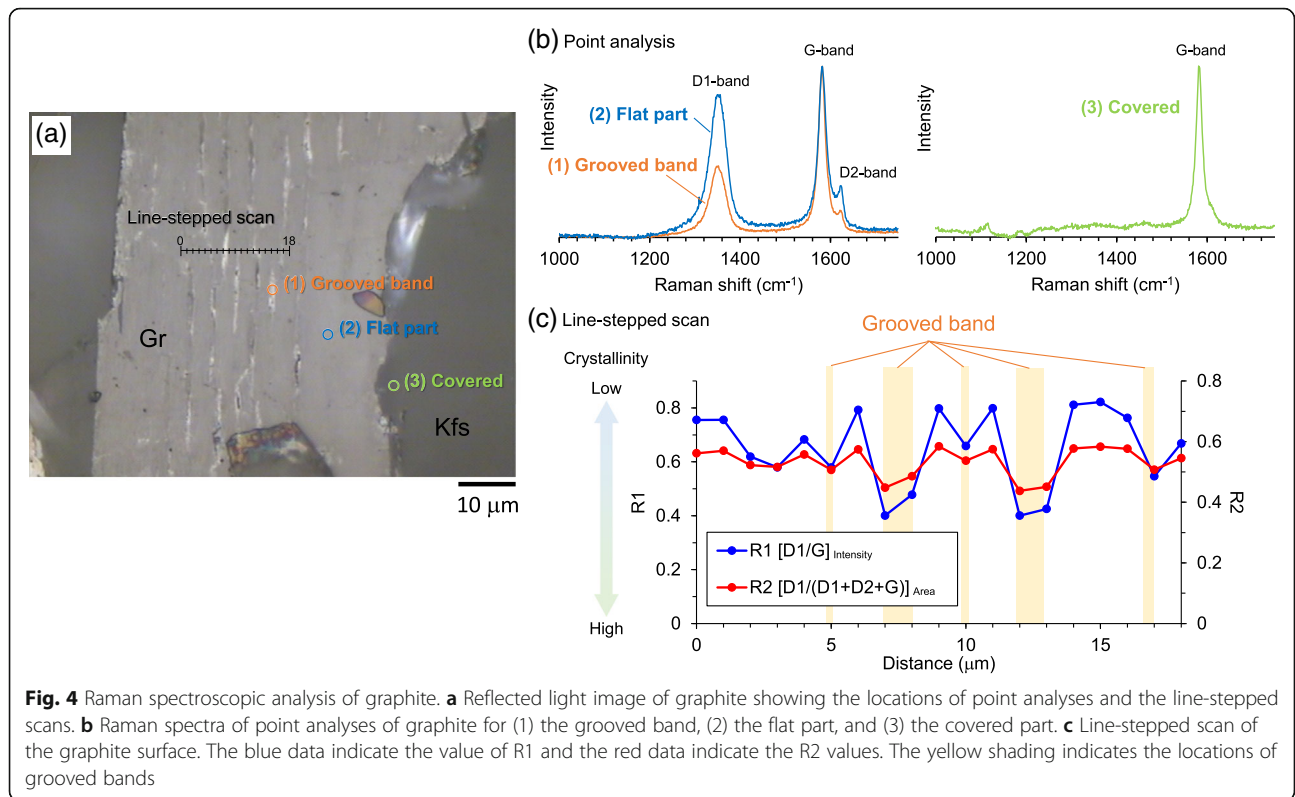 (a)
Line-stepped scan
0 18
(1) Grooved band
(2) Flat part
(3) Covered
Gr
Kfs
10 μm
(b) Point analysis
G-band
D1-band
(2) Flat part
(1) Grooved band
D2-band
Intensity
1000 1200 1400 1600
Raman shift (cm⁻¹)
(3) Covered
G-band
Intensity
1000 1200 1400 1600
Raman shift (cm⁻¹)
(c) Line-stepped scan
Grooved band
Crystallinity
Low
High
R1
0.8
0.6
0.4
0.2
0
R1 [D1/G] Intensity
R2 [D1/(D1+D2+G)] Area
0.8
0.6
0.4
0.2
0
R2
0 5 10 15
Distance (μm)
Fig. 4 Raman spectroscopic analysis of graphite. a Reflected light image of graphite showing the locations of point analyses and the line-stepped
scans. b Raman spectra of point analyses of graphite for (1) the grooved band, (2) the flat part, and (3) the covered part. c Line-stepped scan of
the graphite surface. The blue data indicate the value of R1 and the red data indicate the R2 values. The yellow shading indicates the locations of
grooved bands